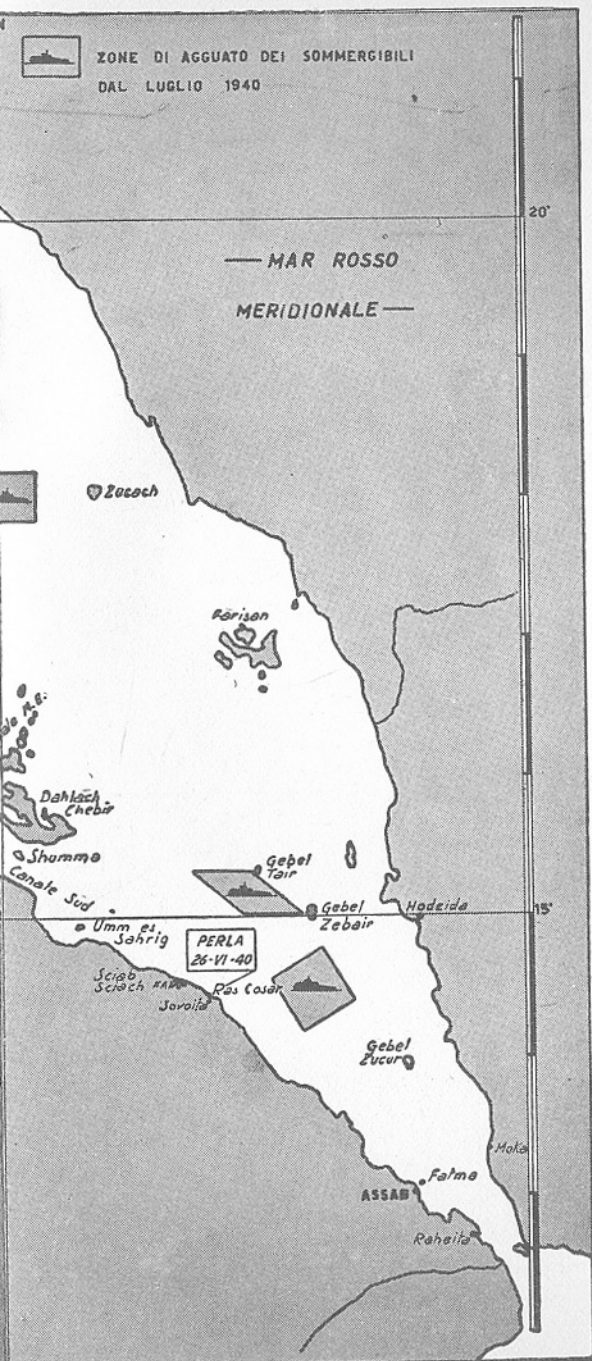 ZONE DI AGGUATO DEI SOMMERGIBILI
DAL LUGLIO 1940
20°
MAR ROSSO
MERIDIONALE
Zacach
Farisan
Dahlach
Chebir
Shumma
Canale Sud
Gebel
Tair
Gebel
Zebair
Hodeida
15°
Umm es
Sahrig
PERLA
26-VI-40
Sciab
Sciach
Ras Cosar
Gebel
Zucur
Moka
Fatma
ASSAB
Raheita